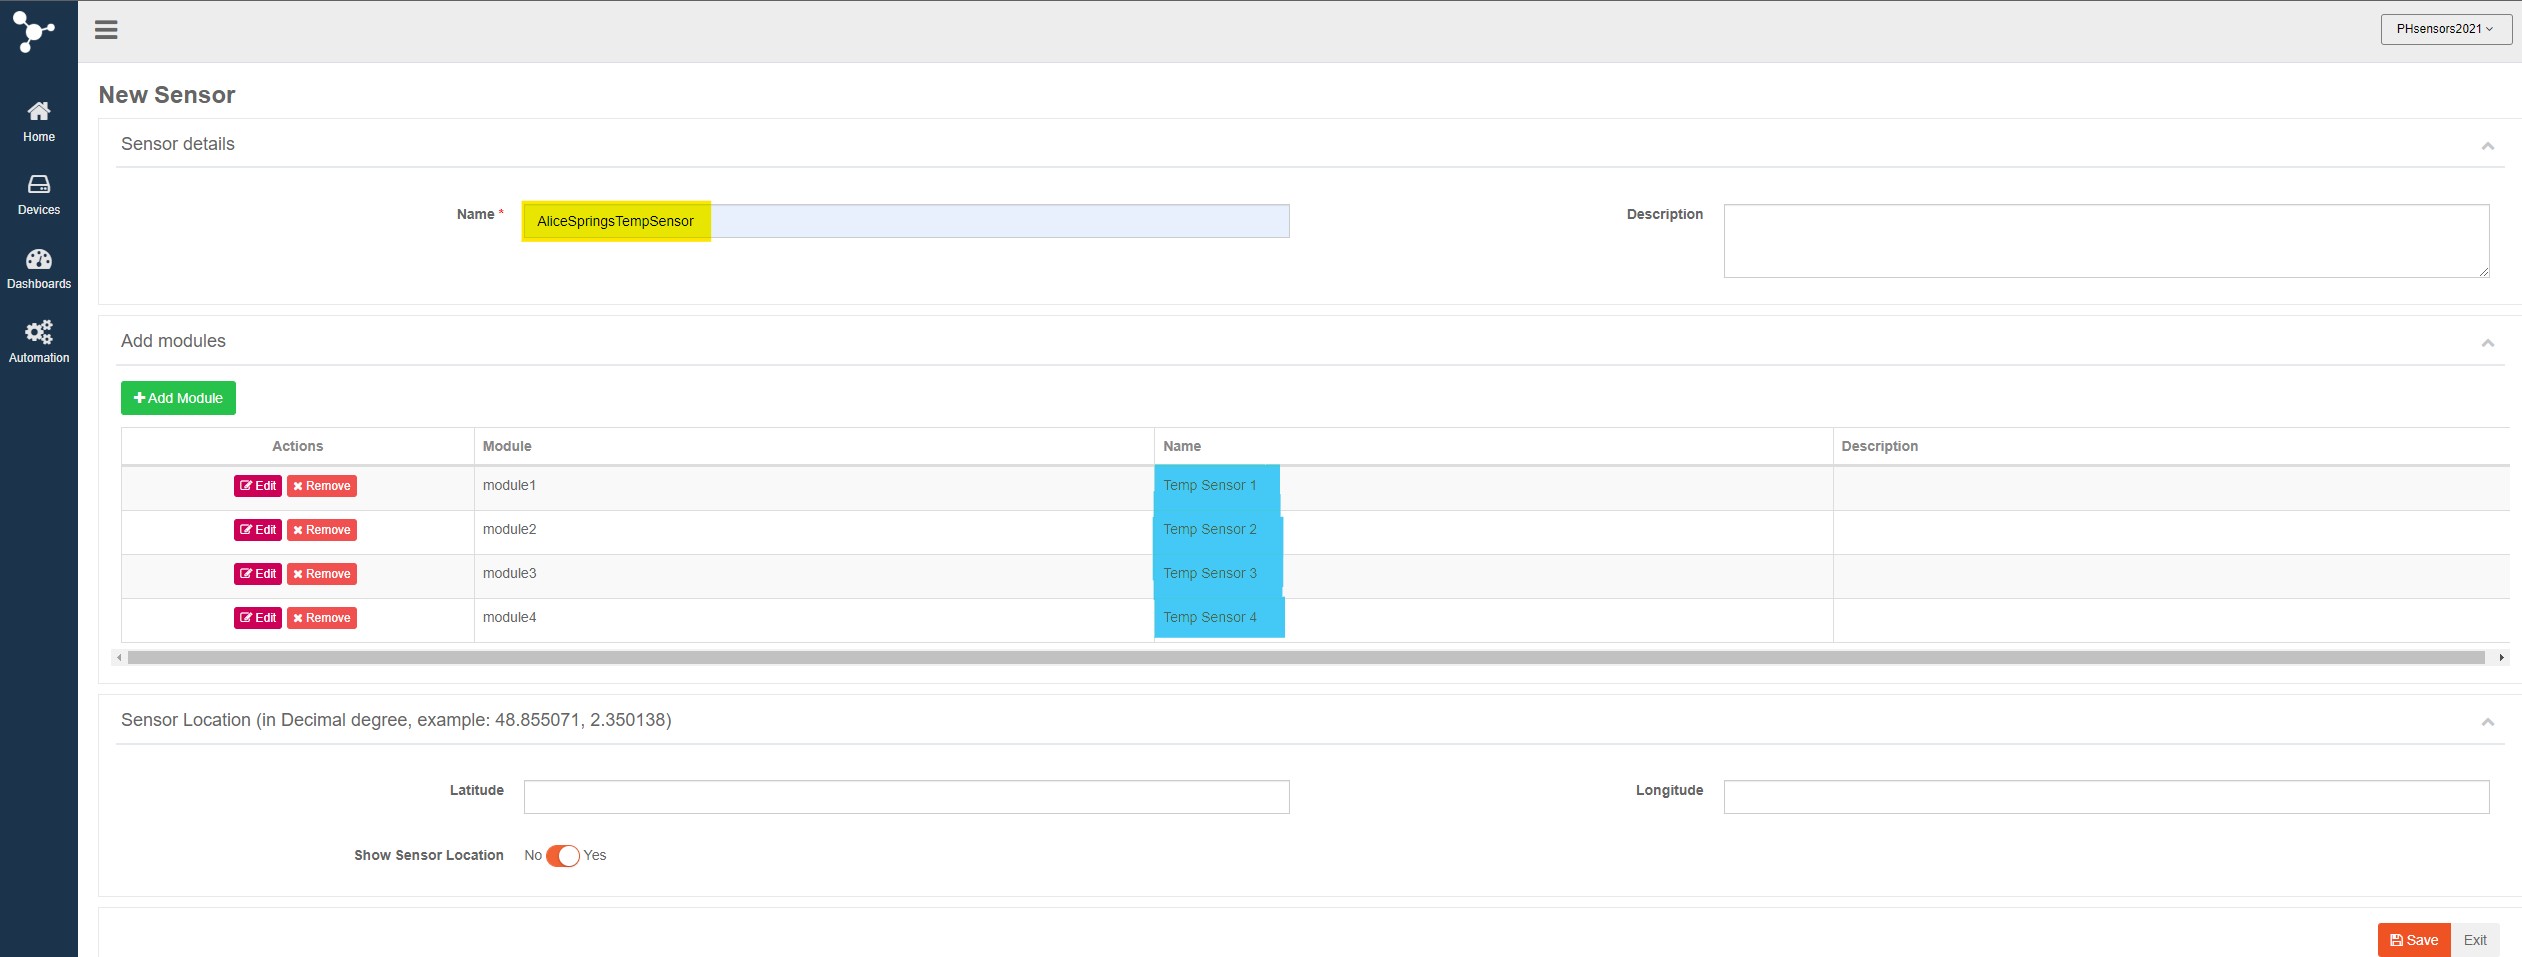 PHsensors2021
Home
Devices
Dashboards
Automation
New Sensor
Sensor details
Name * AliceSpringsTempSensor Description
Add modules
Add Module
Actions Module Name Description
Edit Remove module1 Temp Sensor 1
Edit Remove module2 Temp Sensor 2
Edit Remove module3 Temp Sensor 3
Edit Remove module4 Temp Sensor 4
Sensor Location (in Decimal degree, example: 48.855071, 2.350138)
Latitude Longitude
Show Sensor Location No Yes
Save Exit